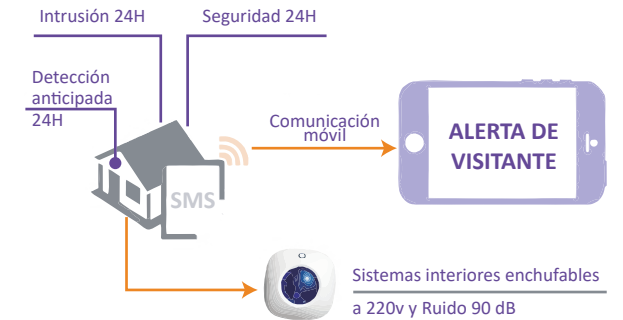 Intrusión 24H
Seguridad 24H
Detección
anticipada
24H
Comunicación
móvil
SMS
ALERTA DE
VISITANTE
Sistemas interiores enchufables
a 220v y Ruido 90 dB